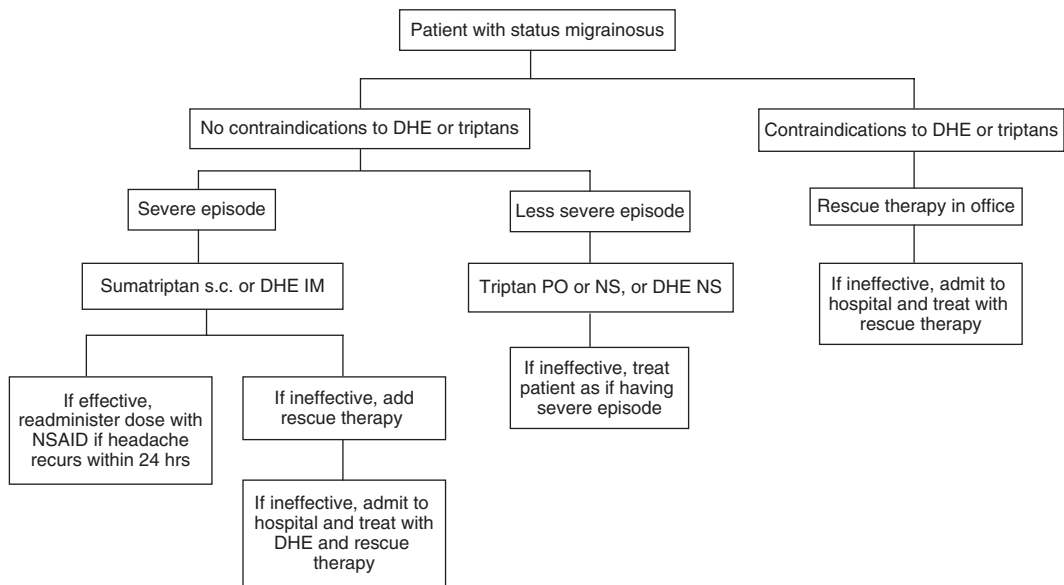 Patient with status migrainosus
No contraindications to DHE or triptans
Contraindications to DHE or triptans
Severe episode
Less severe episode
Rescue therapy in office
Sumatriptan s.c. or DHE IM
Triptan PO or NS, or DHE NS
If ineffective, admit to
hospital and treat with
rescue therapy
If effective,
readminister dose with
NSAID if headache
recurs within 24 hrs
If ineffective, add
rescue therapy
If ineffective, treat
patient as if having
severe episode
If ineffective, admit to
hospital and treat with
DHE and rescue
therapy